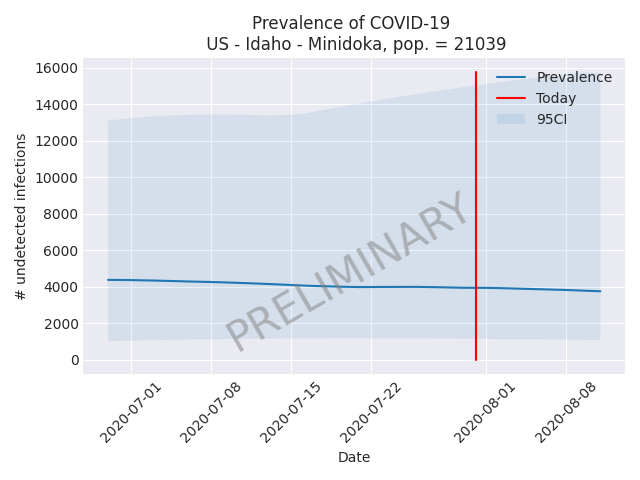 Prevalence of COVID-19
US - Idaho - Minidoka, pop. = 21039
16000
14000
12000
10000
8000
6000
4000
2000
0
# undetected infections
Prevalence
Today
95CI
PRELIMINARY
2020-07-01
2020-07-08
2020-07-15
2020-07-22
2020-08-01
2020-08-08
Date